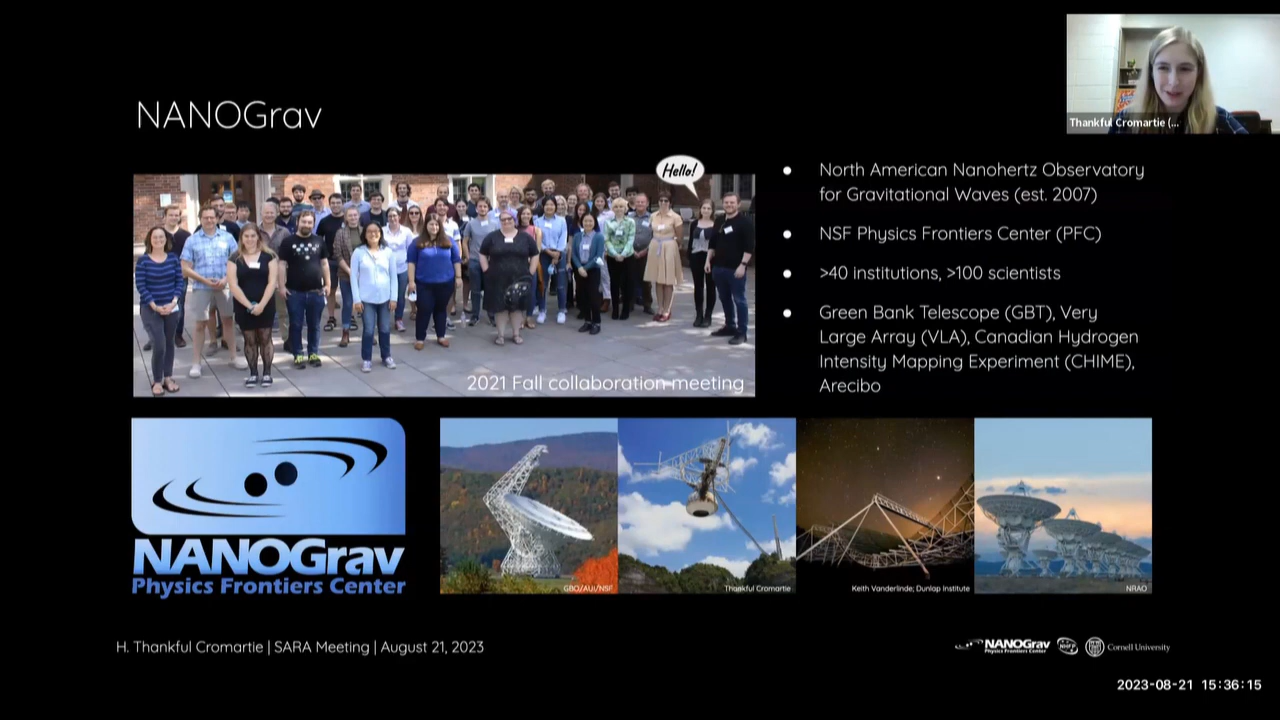 Thankful Cromartie (...
NANOGrav
Hello!
2021 Fall collaboration meeting
North American Nanohertz Observatory
for Gravitational Waves (est. 2007)
NSF Physics Frontiers Center (PFC)
>40 institutions, >100 scientists
Green Bank Telescope (GBT), Very
Large Array (VLA), Canadian Hydrogen
Intensity Mapping Experiment (CHIME),
Arecibo
NANOGrav
Physics Frontiers Center
GBO/AUI/NSF
Thankful Cromartie
Keith Vanderlinde; Dunlap Institute
NRAO
H. Thankful Cromartie | SARA Meeting | August 21, 2023
NANOGrav
Physics Frontiers Center
NHFP
Cornell University
2023-08-21 15:36:15